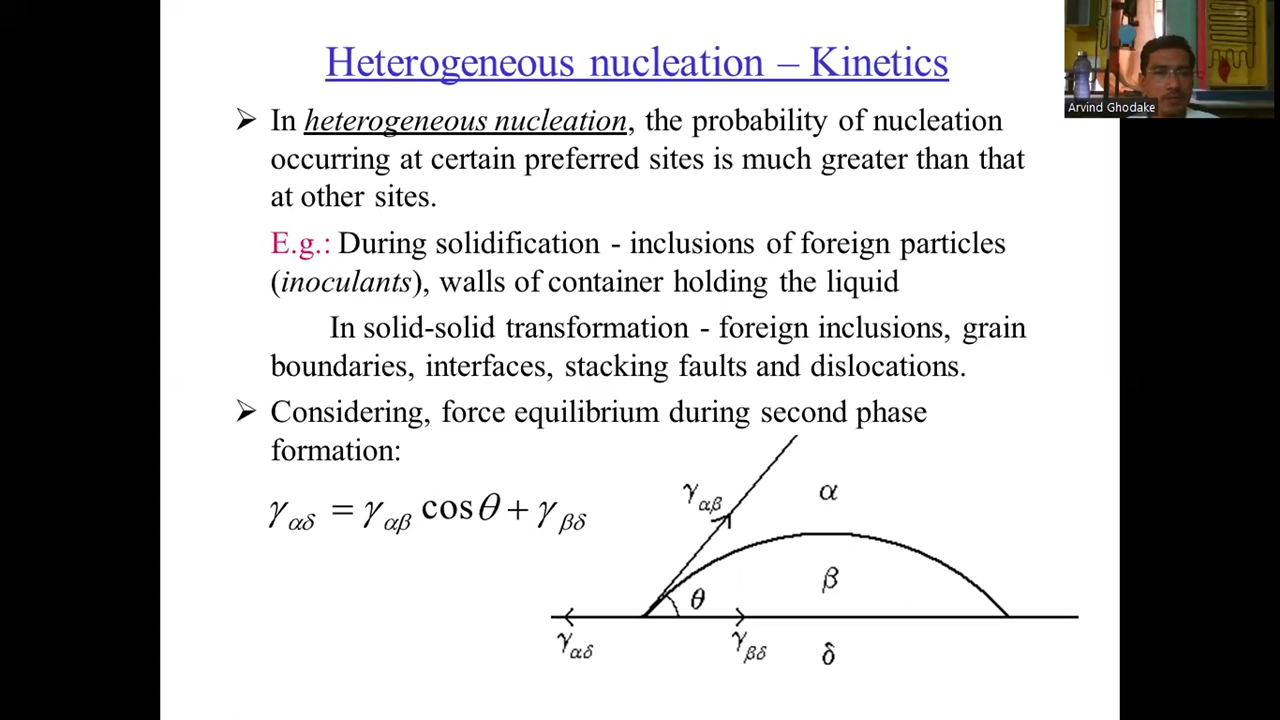 Heterogeneous nucleation – Kinetics
Arvind Ghodake
➢ In heterogeneous nucleation, the probability of nucleation
occurring at certain preferred sites is much greater than that
at other sites.
E.g.: During solidification - inclusions of foreign particles
(inoculants), walls of container holding the liquid
In solid-solid transformation - foreign inclusions, grain
boundaries, interfaces, stacking faults and dislocations.
➢ Considering, force equilibrium during second phase
formation:
γαδ = γαβ cosθ + γβδ
γαβ
α
β
θ
γαδ
γβδ
δ